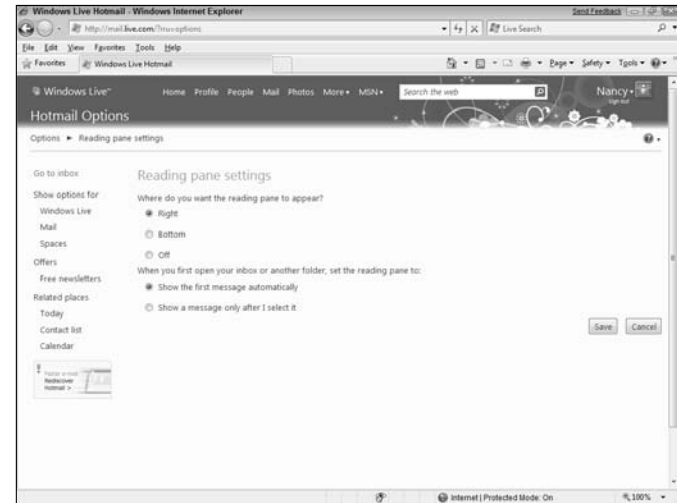 Windows Live Hotmail - Windows Internet Explorer
Send Feedback
http://mail.live.com/?rru=options
Live Search
File Edit View Favorites Tools Help
Favorites Windows Live Hotmail
Page Safety Tools
Windows Live™ Home Profile People Mail Photos More MSN Search the web Nancy
sign out
Hotmail Options
Options ► Reading pane settings
Go to inbox
Reading pane settings
Show options for
Where do you want the reading pane to appear?
Windows Live
Right
Mail
Bottom
Spaces
Off
Offers
When you first open your inbox or another folder, set the reading pane to:
Free newsletters
Show the first message automatically
Related places
Show a message only after I select it
Today
Contact list
Save Cancel
Calendar
Rediscover
Hotmail >
Internet | Protected Mode: On 100%